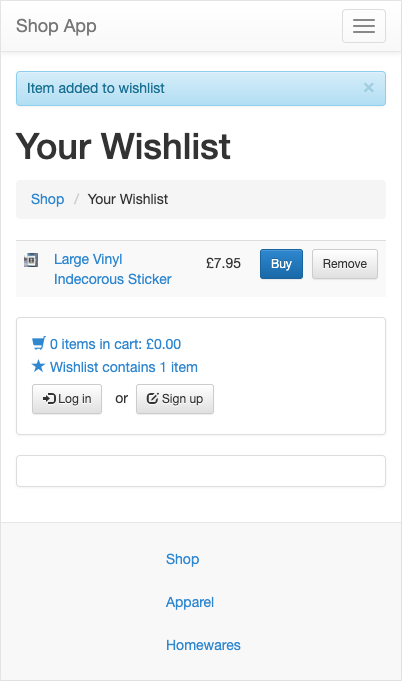 Shop App
Item added to wishlist ×
Your Wishlist
Shop / Your Wishlist
Large Vinyl £7.95 Buy Remove
Indecorous Sticker
0 items in cart: £0.00
Wishlist contains 1 item
Log in or Sign up
Shop
Apparel
Homewares